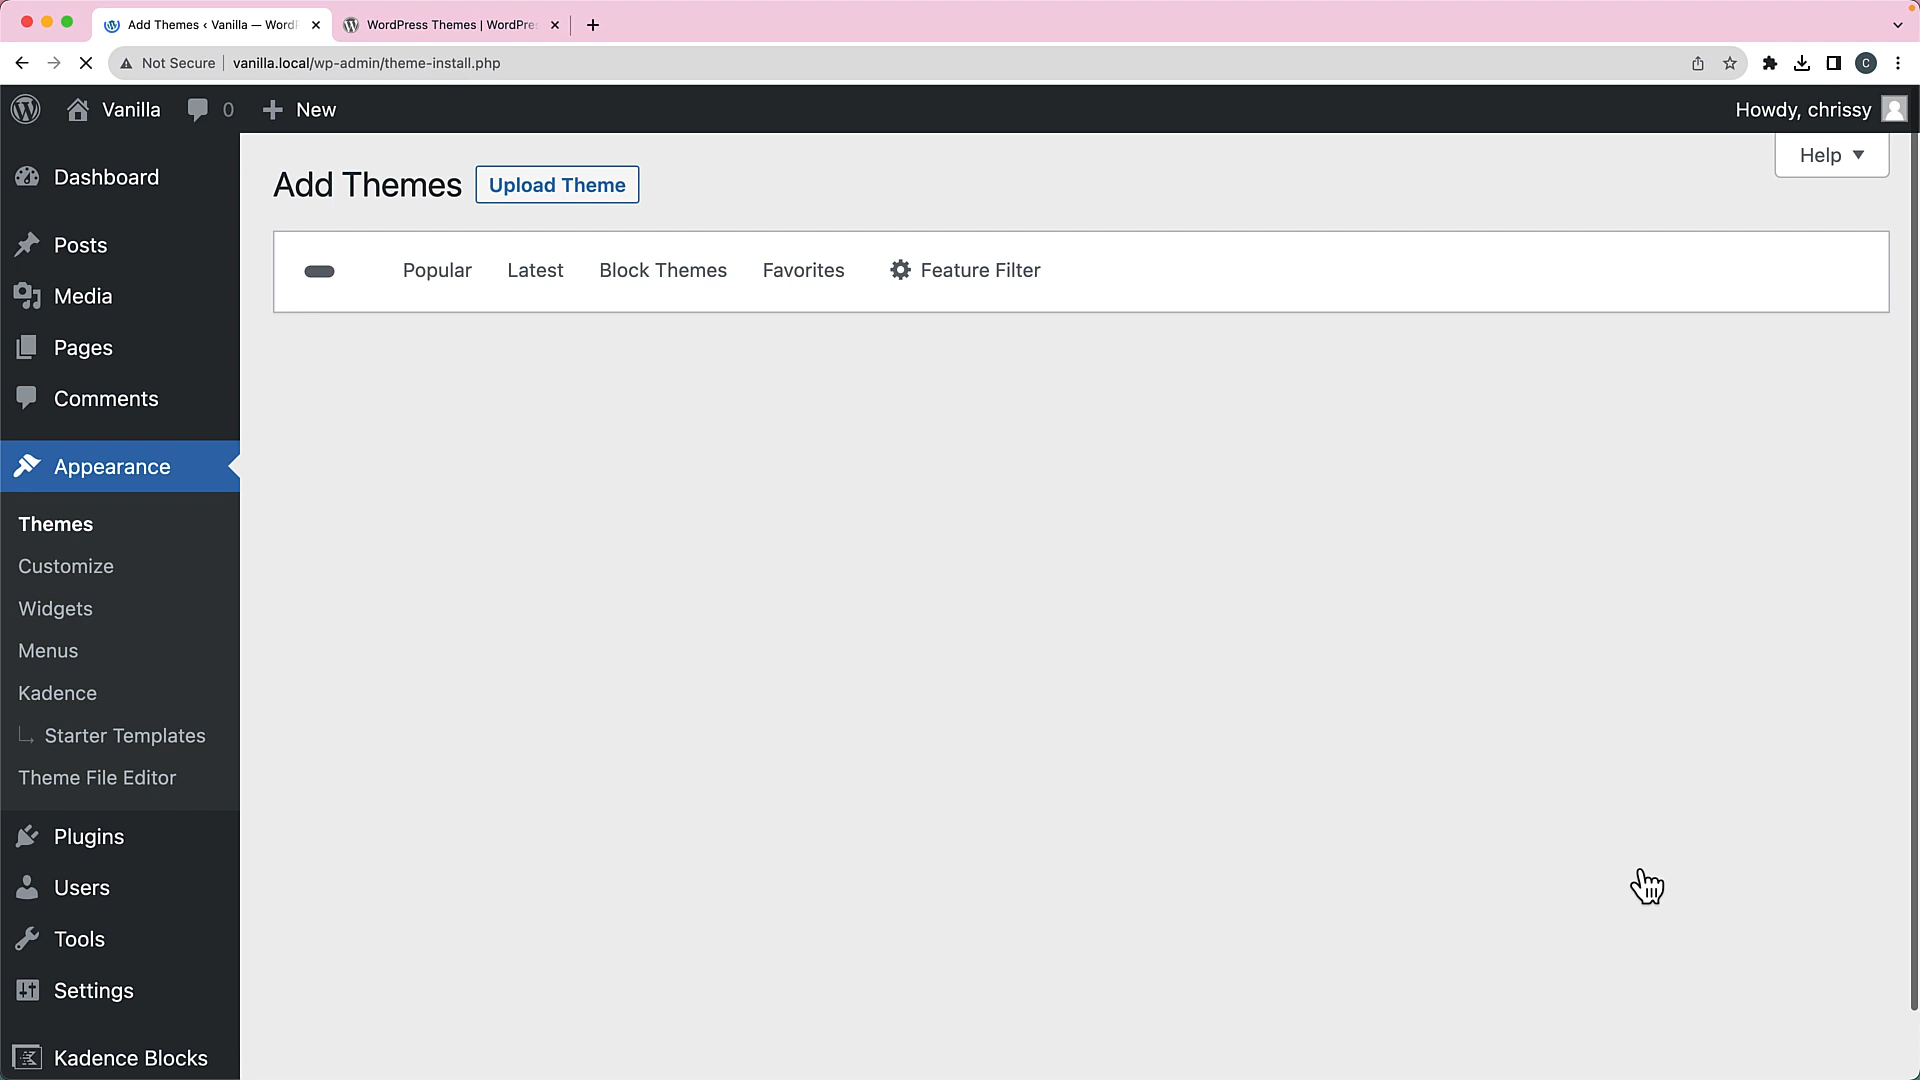 Add Themes ‹ Vanilla — WordP
WordPress Themes | WordPre
Not Secure
vanilla.local/wp-admin/theme-install.php
C
Vanilla
0
New
Howdy, chrissy
Help
Dashboard
Posts
Media
Pages
Comments
Appearance
Themes
Customize
Widgets
Menus
Kadence
Starter Templates
Theme File Editor
Plugins
Users
Tools
Settings
Kadence Blocks
Add Themes
Upload Theme
Popular
Latest
Block Themes
Favorites
Feature Filter